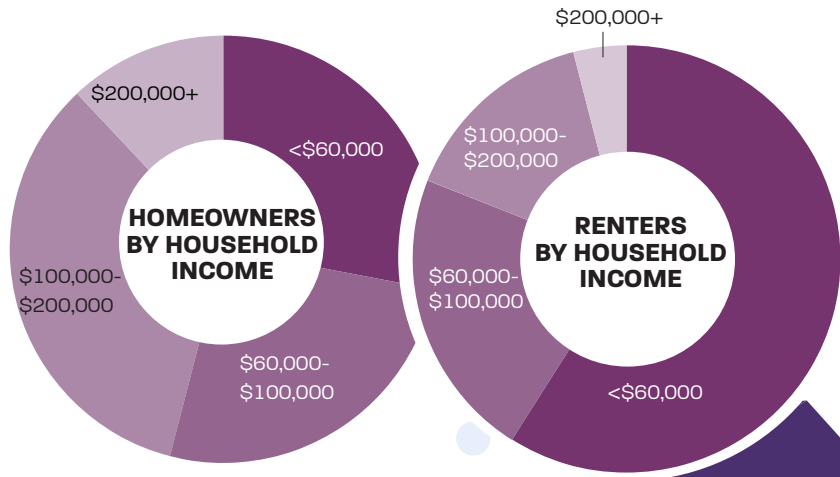 $200,000+
<$60,000
HOMEOWNERS
BY HOUSEHOLD
INCOME
$100,000-
$200,000
$60,000-
$100,000
$200,000+
$100,000-
$200,000
RENTERS
BY HOUSEHOLD
INCOME
$60,000-
$100,000
<$60,000